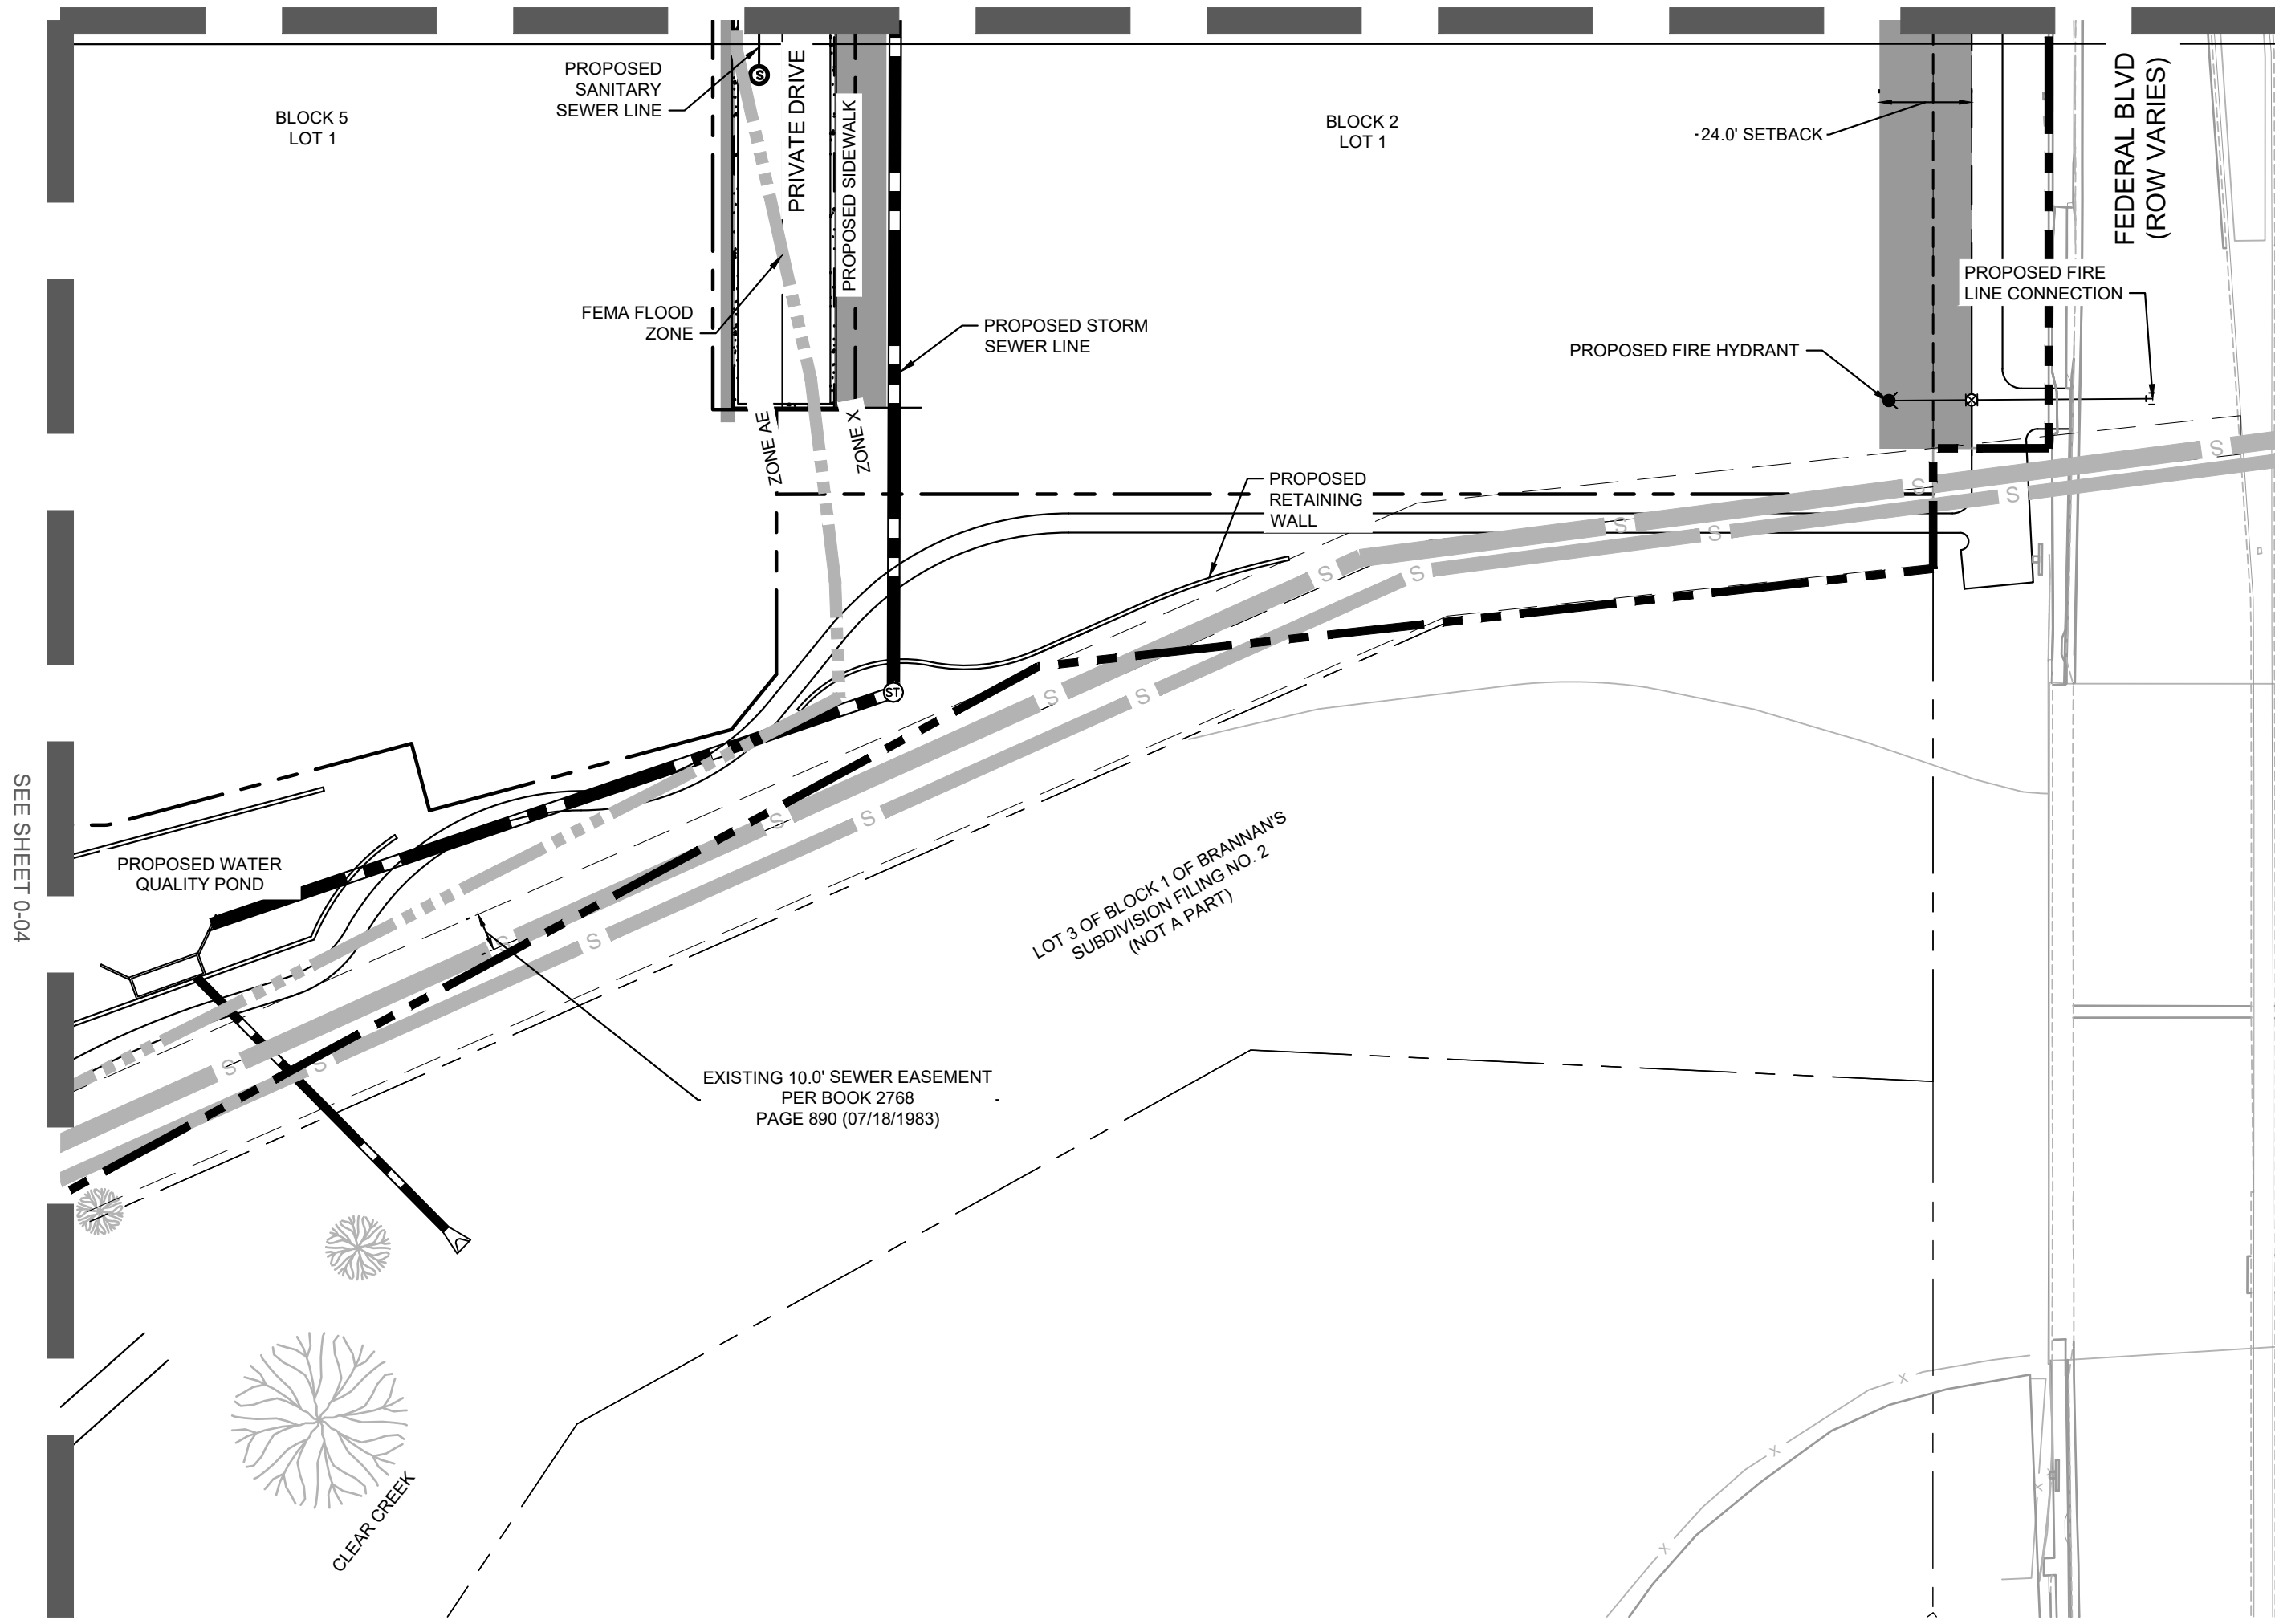 PROPOSED
SANITARY
SEWER LINE
S
PRIVATE DRIVE
PROPOSED SIDEWALK
BLOCK 5
LOT 1
BLOCK 2
LOT 1
-24.0' SETBACK
FEDERAL BLVD
(ROW VARIES)
PROPOSED FIRE
LINE CONNECTION
FEMA FLOOD
ZONE
PROPOSED STORM
SEWER LINE
PROPOSED FIRE HYDRANT
ZONE AE
ZONE X
PROPOSED
RETAINING
WALL
S
S
S
S
S
S
S
S
ST
S
S
SEE SHEET 0-04
PROPOSED WATER
QUALITY POND
S
S
S
S
LOT 3 OF BLOCK 1 OF BRANNAN'S
SUBDIVISION FILING NO. 2
(NOT A PART)
S
S
EXISTING 10.0' SEWER EASEMENT
PER BOOK 2768
PAGE 890 (07/18/1983)
CLEAR CREEK
X
X
X
X